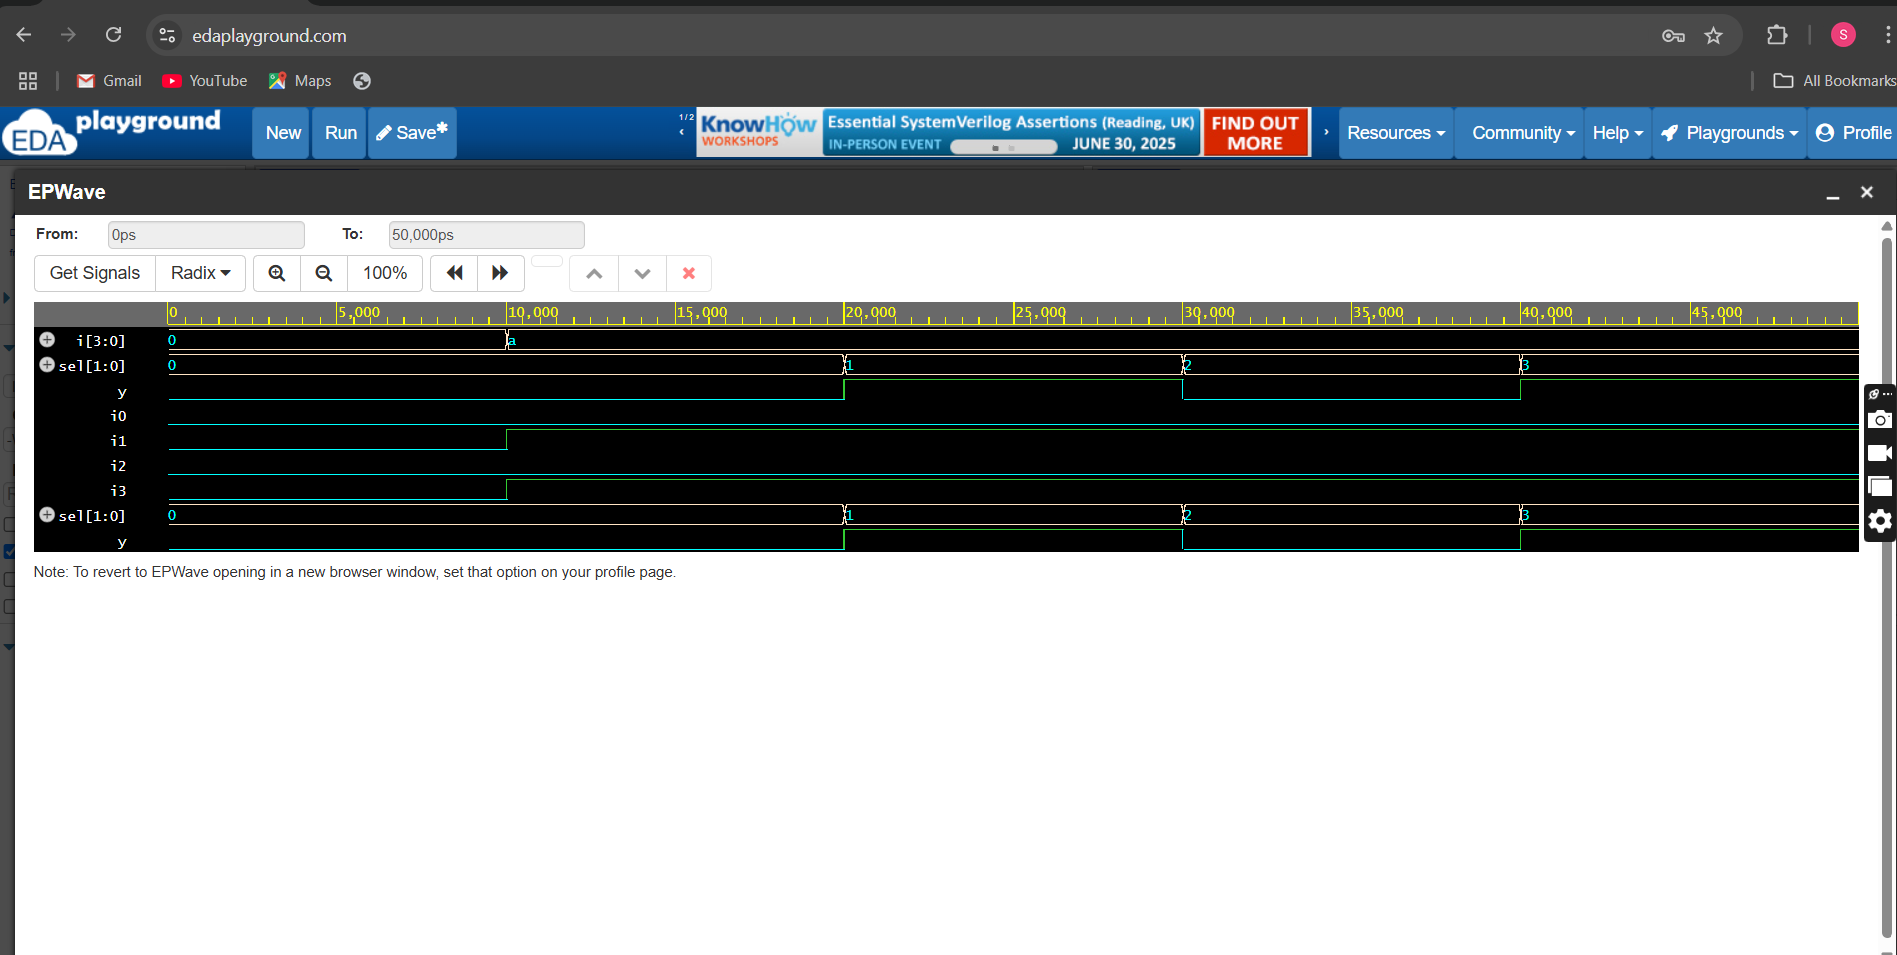 edaplayground.com
S
Gmail YouTube Maps All Bookmarks
EDA playground New Run Save* 1/2 KnowHow WORKSHOPS Essential SystemVerilog Assertions (Reading, UK) IN-PERSON EVENT JUNE 30, 2025 FIND OUT MORE Resources Community Help Playgrounds Profile
EPWave
From: 0ps To: 50,000ps
Get Signals Radix 100%
0 5,000 10,000 15,000 20,000 25,000 30,000 35,000 40,000 45,000
i[3:0] 0 a
sel[1:0] 0 1 2 3
y
i0
i1
i2
i3
sel[1:0] 0 1 2 3
y
Note: To revert to EPWave opening in a new browser window, set that option on your profile page.